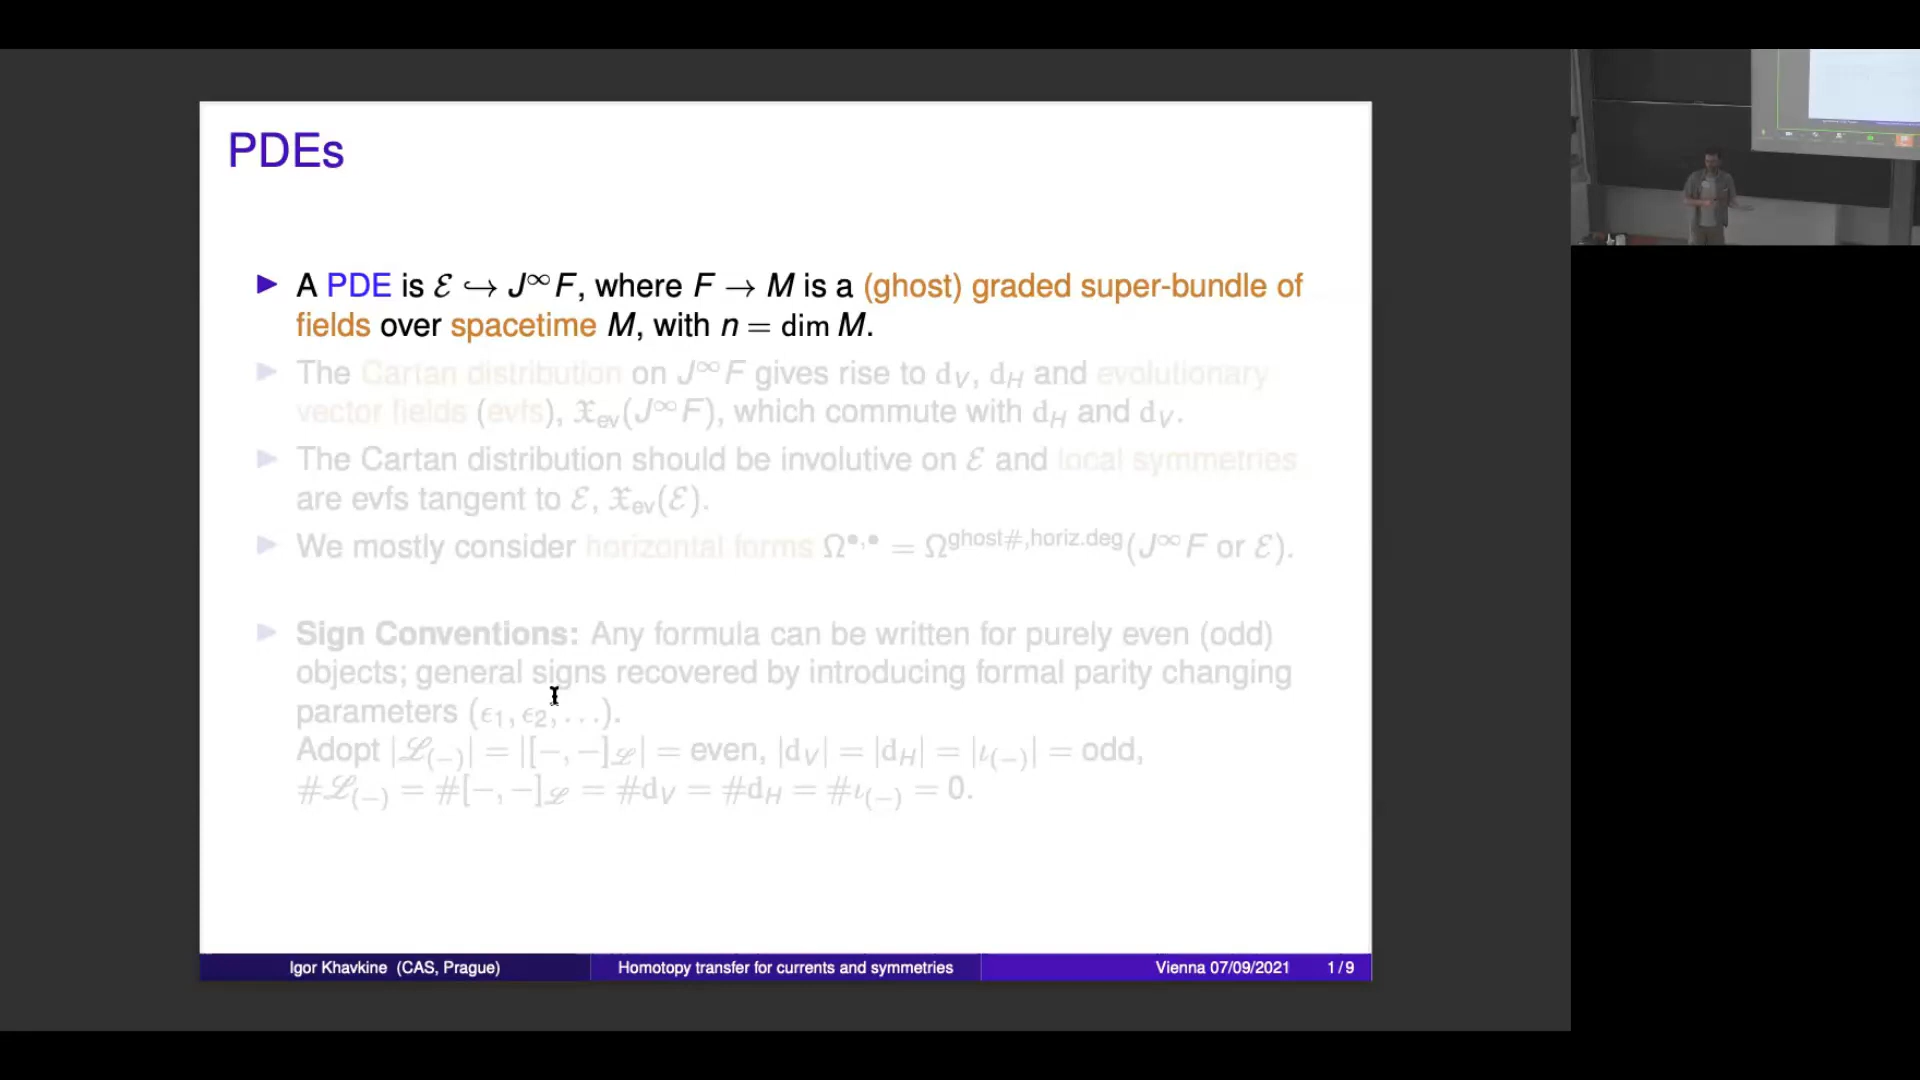 PDEs
▶ A PDE is ℰ ↪ J^∞F, where F → M is a (ghost) graded super-bundle of
fields over spacetime M, with n = dim M.
▶ The Cartan distribution on J^∞F gives rise to d_V, d_H and evolutionary
vector fields (evfs), 𝔛_ev(J^∞F), which commute with d_H and d_V.
▶ The Cartan distribution should be involutive on ℰ and local symmetries
are evfs tangent to ℰ, 𝔛_ev(ℰ).
▶ We mostly consider horizontal forms Ω^•,• = Ω^ghost#,horiz.deg(J^∞F or ℰ).
▶ Sign Conventions: Any formula can be written for purely even (odd)
objects; general signs recovered by introducing formal parity changing
parameters (ϵ₁, ϵ₂, …).
Adopt |ℒ_(−)| = |[−, −]_ℒ| = even, |d_V| = |d_H| = |ι_(−)| = odd,
#ℒ_(−) = #[−, −]_ℒ = #d_V = #d_H = #ι_(−) = 0.
Igor Khavkine (CAS, Prague) Homotopy transfer for currents and symmetries Vienna 07/09/2021 1 / 9